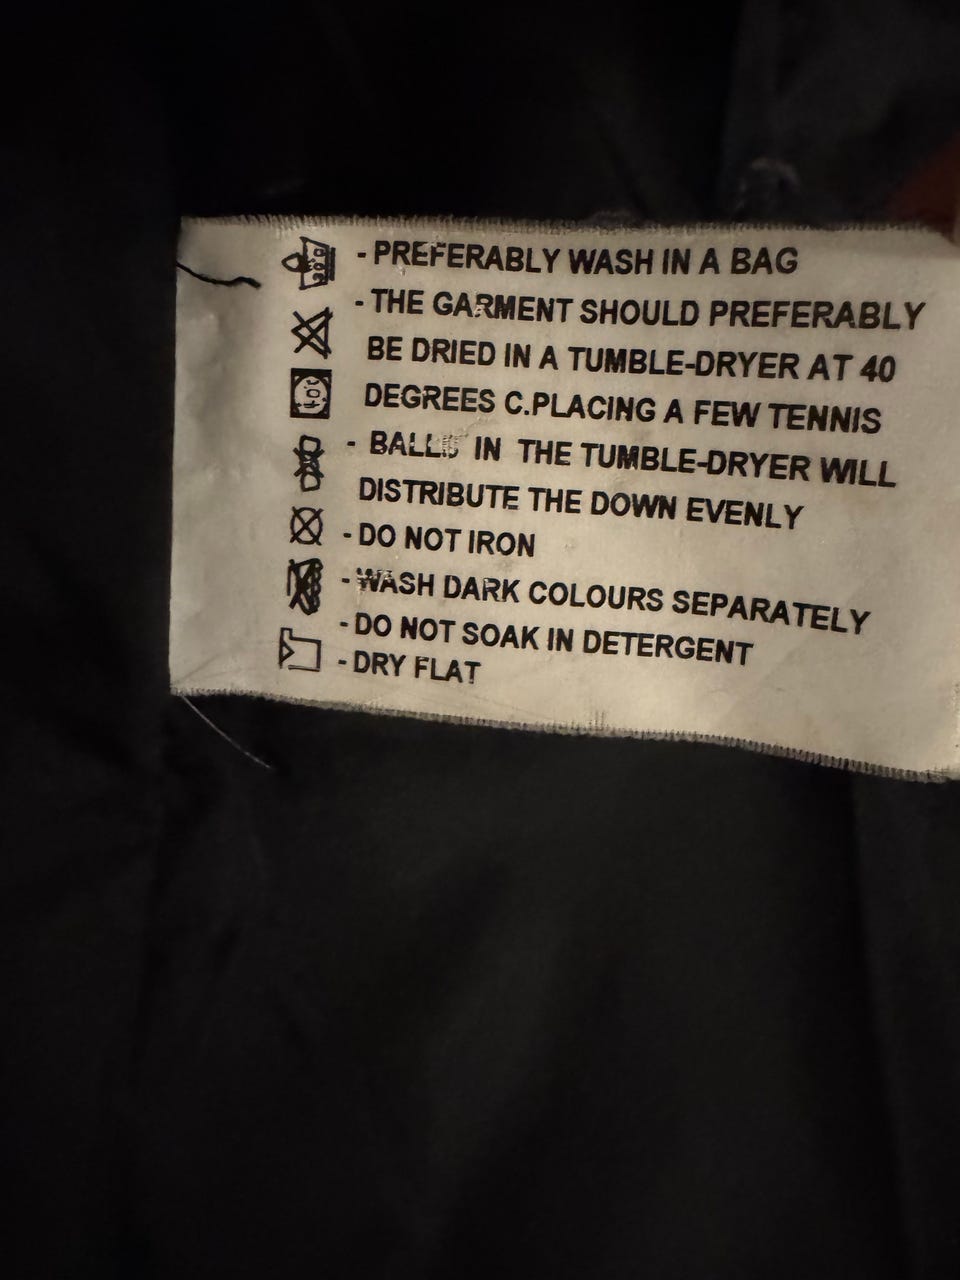 - PREFERABLY WASH IN A BAG
- THE GARMENT SHOULD PREFERABLY
BE DRIED IN A TUMBLE-DRYER AT 40
DEGREES C.PLACING A FEW TENNIS
- BALLS IN THE TUMBLE-DRYER WILL
DISTRIBUTE THE DOWN EVENLY
- DO NOT IRON
- WASH DARK COLOURS SEPARATELY
- DO NOT SOAK IN DETERGENT
- DRY FLAT